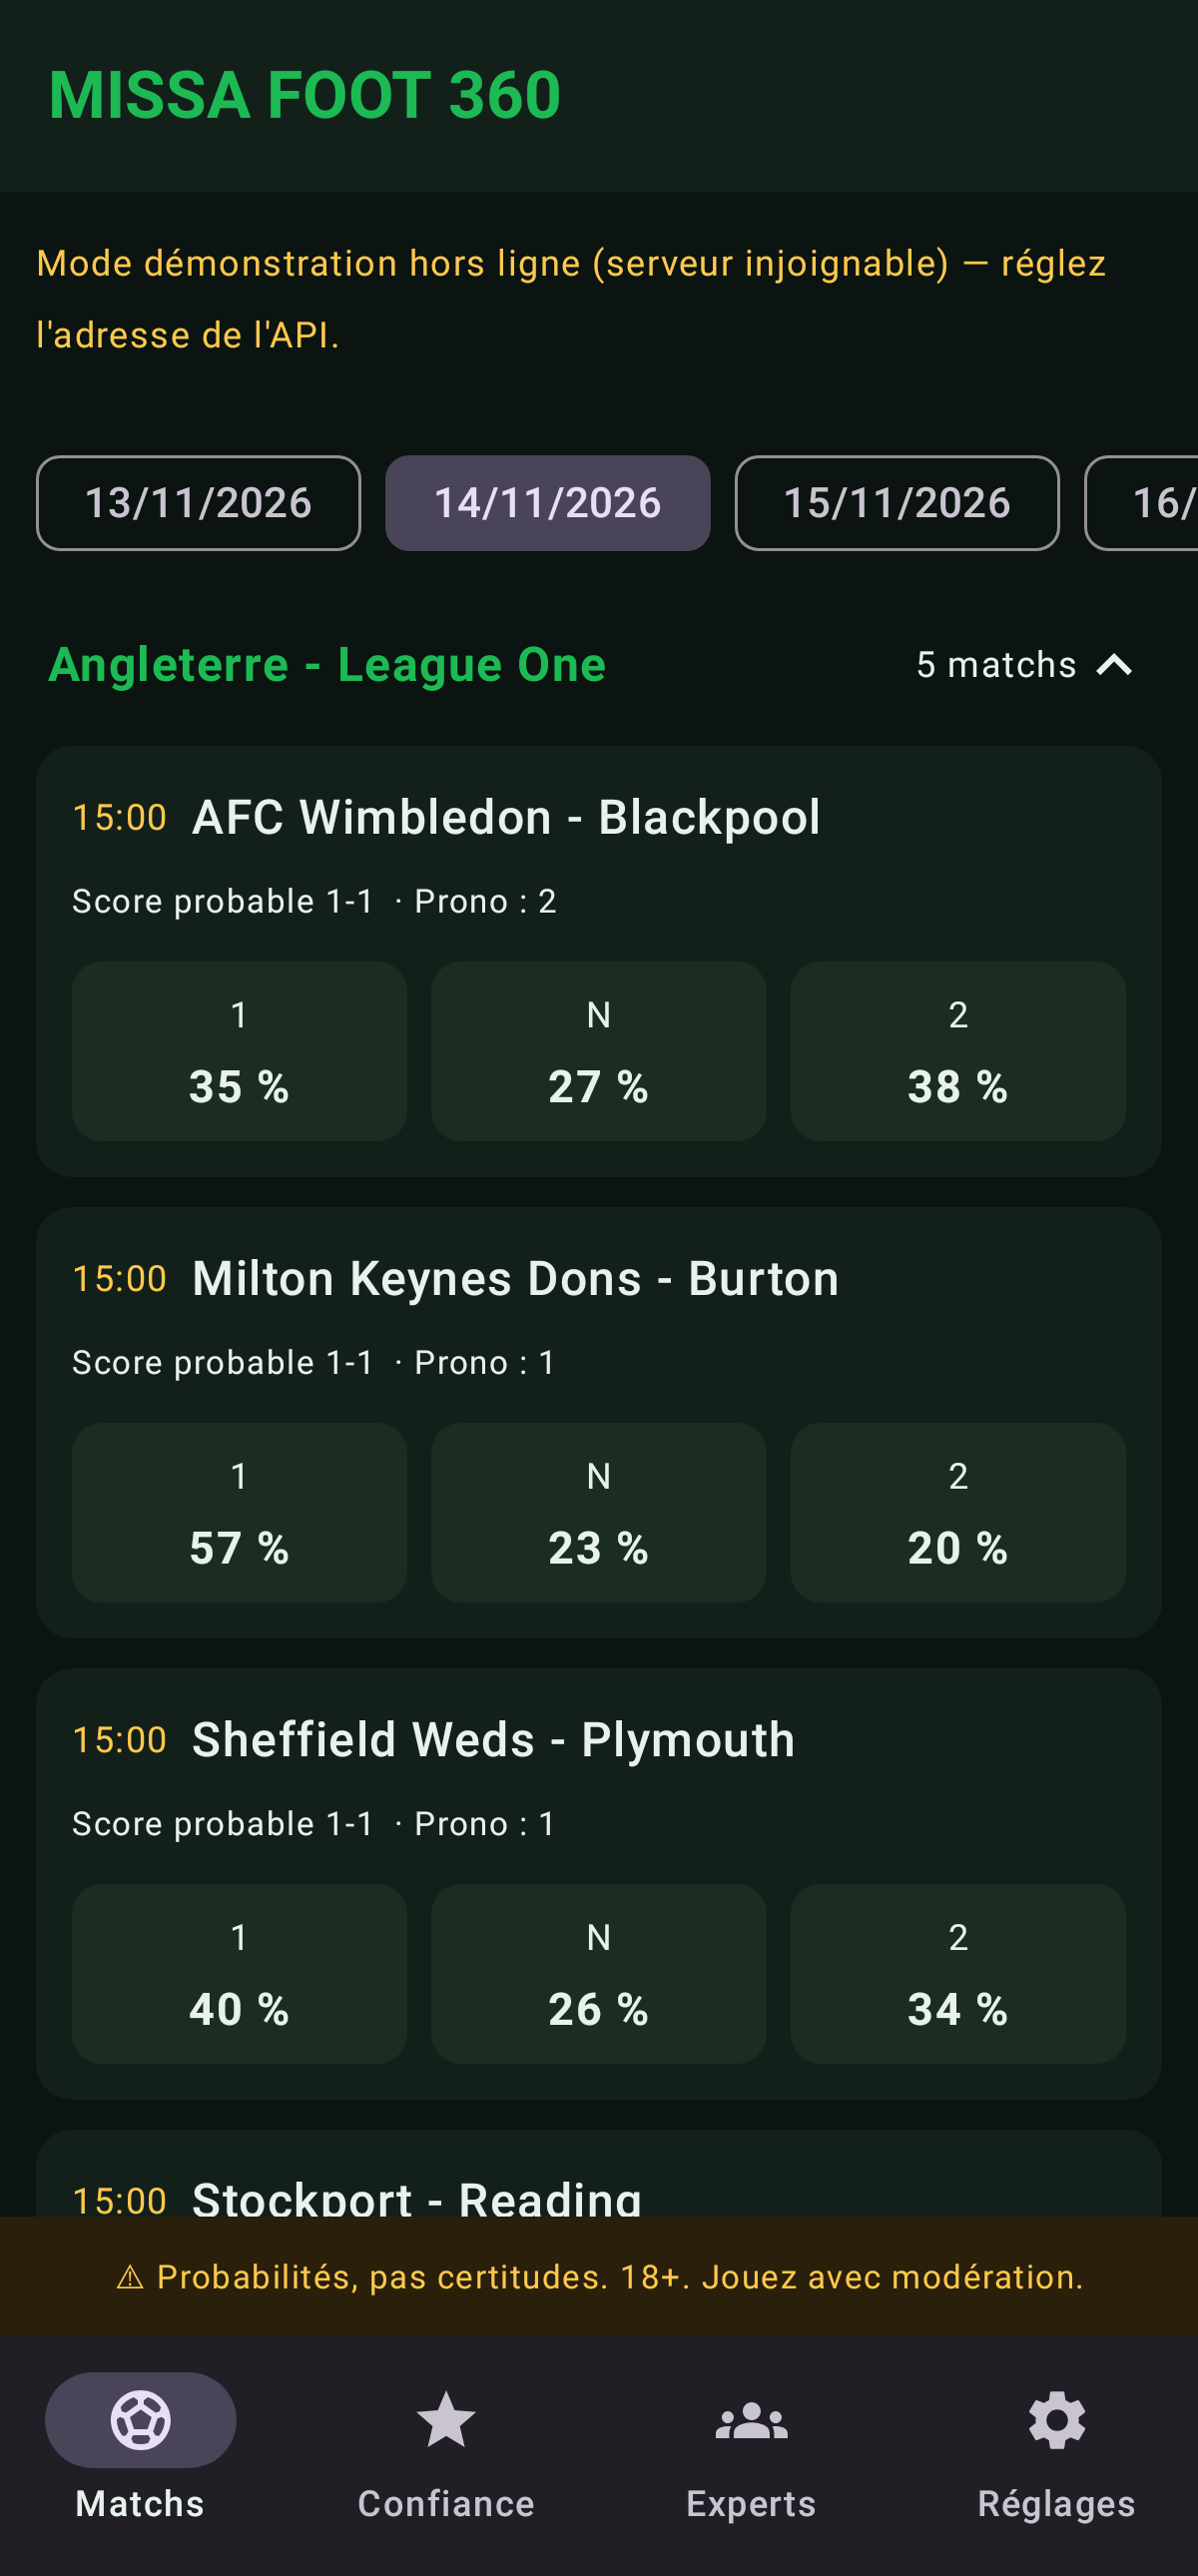 MISSA FOOT 360
Mode démonstration hors ligne (serveur injoignable) — réglez
l'adresse de l'API.
13/11/2026 14/11/2026 15/11/2026 16/
Angleterre - League One 5 matchs
15:00 AFC Wimbledon - Blackpool
Score probable 1-1 · Prono : 2
1 N 2
35 % 27 % 38 %
15:00 Milton Keynes Dons - Burton
Score probable 1-1 · Prono : 1
1 N 2
57 % 23 % 20 %
15:00 Sheffield Weds - Plymouth
Score probable 1-1 · Prono : 1
1 N 2
40 % 26 % 34 %
15:00 Stockport - Reading
⚠ Probabilités, pas certitudes. 18+. Jouez avec modération.
Matchs Confiance Experts Réglages